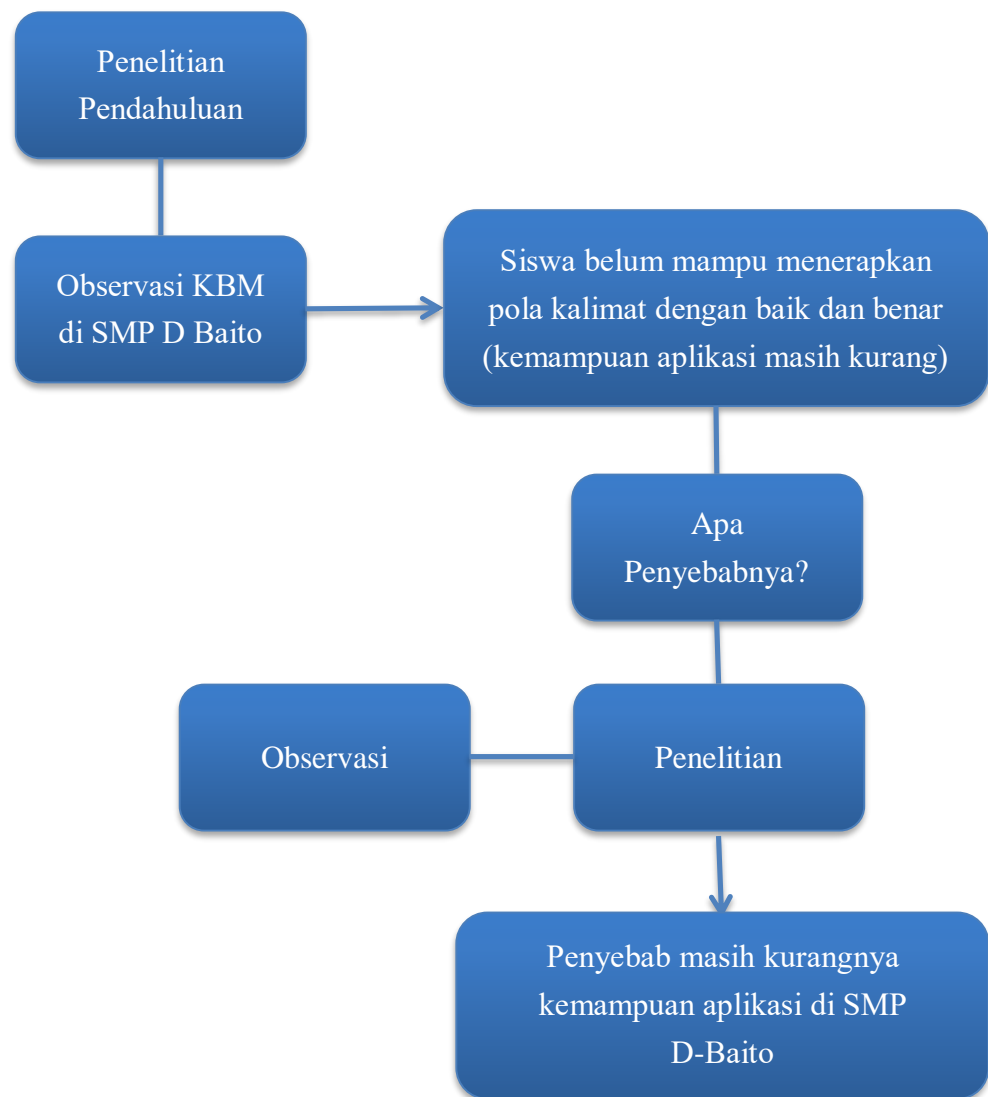 Penelitian
Pendahuluan
Observasi KBM
di SMP D Baito
Siswa belum mampu menerapkan
pola kalimat dengan baik dan benar
(kemampuan aplikasi masih kurang)
Apa
Penyebabnya?
Observasi
Penelitian
Penyebab masih kurangnya
kemampuan aplikasi di SMP
D-Baito